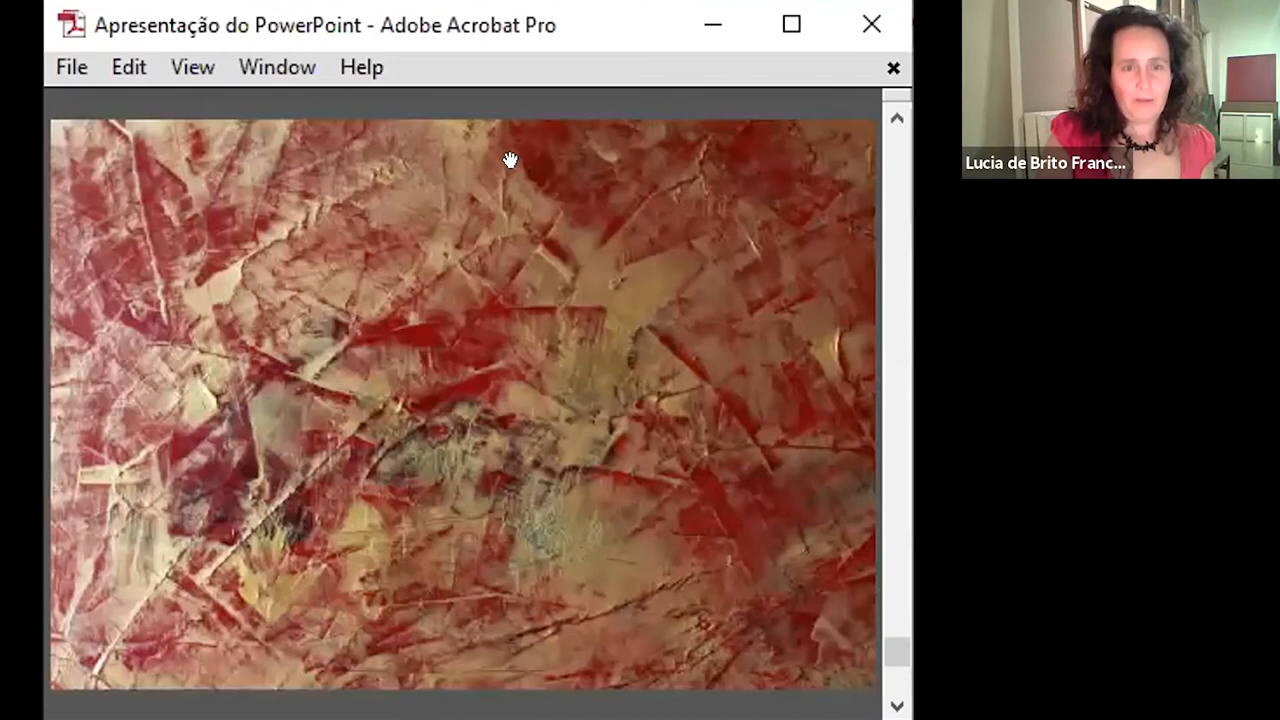 Apresentação do PowerPoint - Adobe Acrobat Pro
File Edit View Window Help
Lucia de Brito Franc...